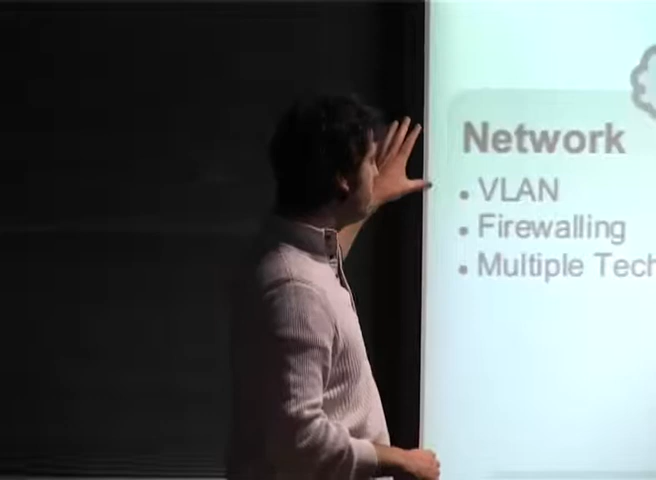 Network
• VLAN
• Firewalling
• Multiple Tech